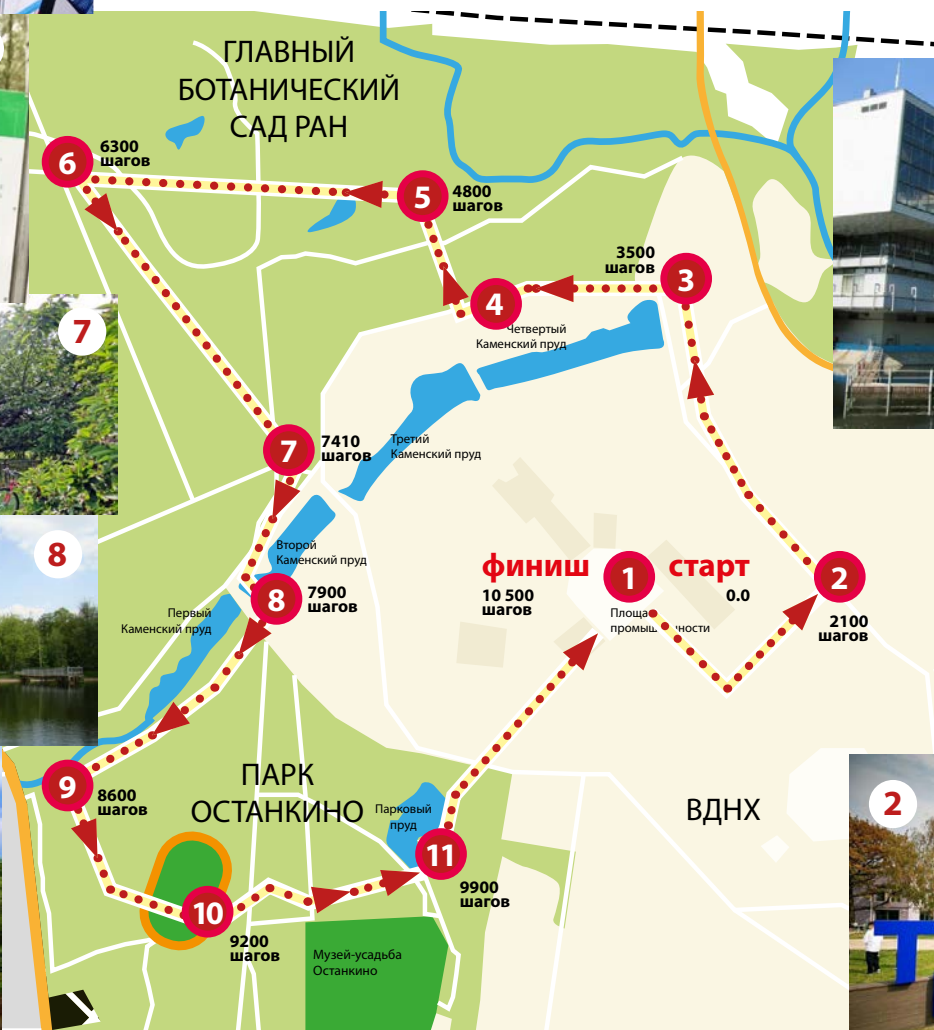 ГЛАВНЫЙ
БОТАНИЧЕСКИЙ
САД РАН
6
6300
шагов
5
4800
шагов
3500
шагов
3
4
Четвертый
Каменский пруд
7
7
7410
шагов
Третий
Каменский пруд
8
Второй
Каменский пруд
8
7900
шагов
Первый
Каменский пруд
финиш
10 500
шагов
1
старт
0.0
2
2100
шагов
9
8600
шагов
ПАРК
ОСТАНКИНО
Парковый
пруд
ВДНХ
2
11
9900
шагов
10
9200
шагов
Музей-усадьба
Останкино
Т